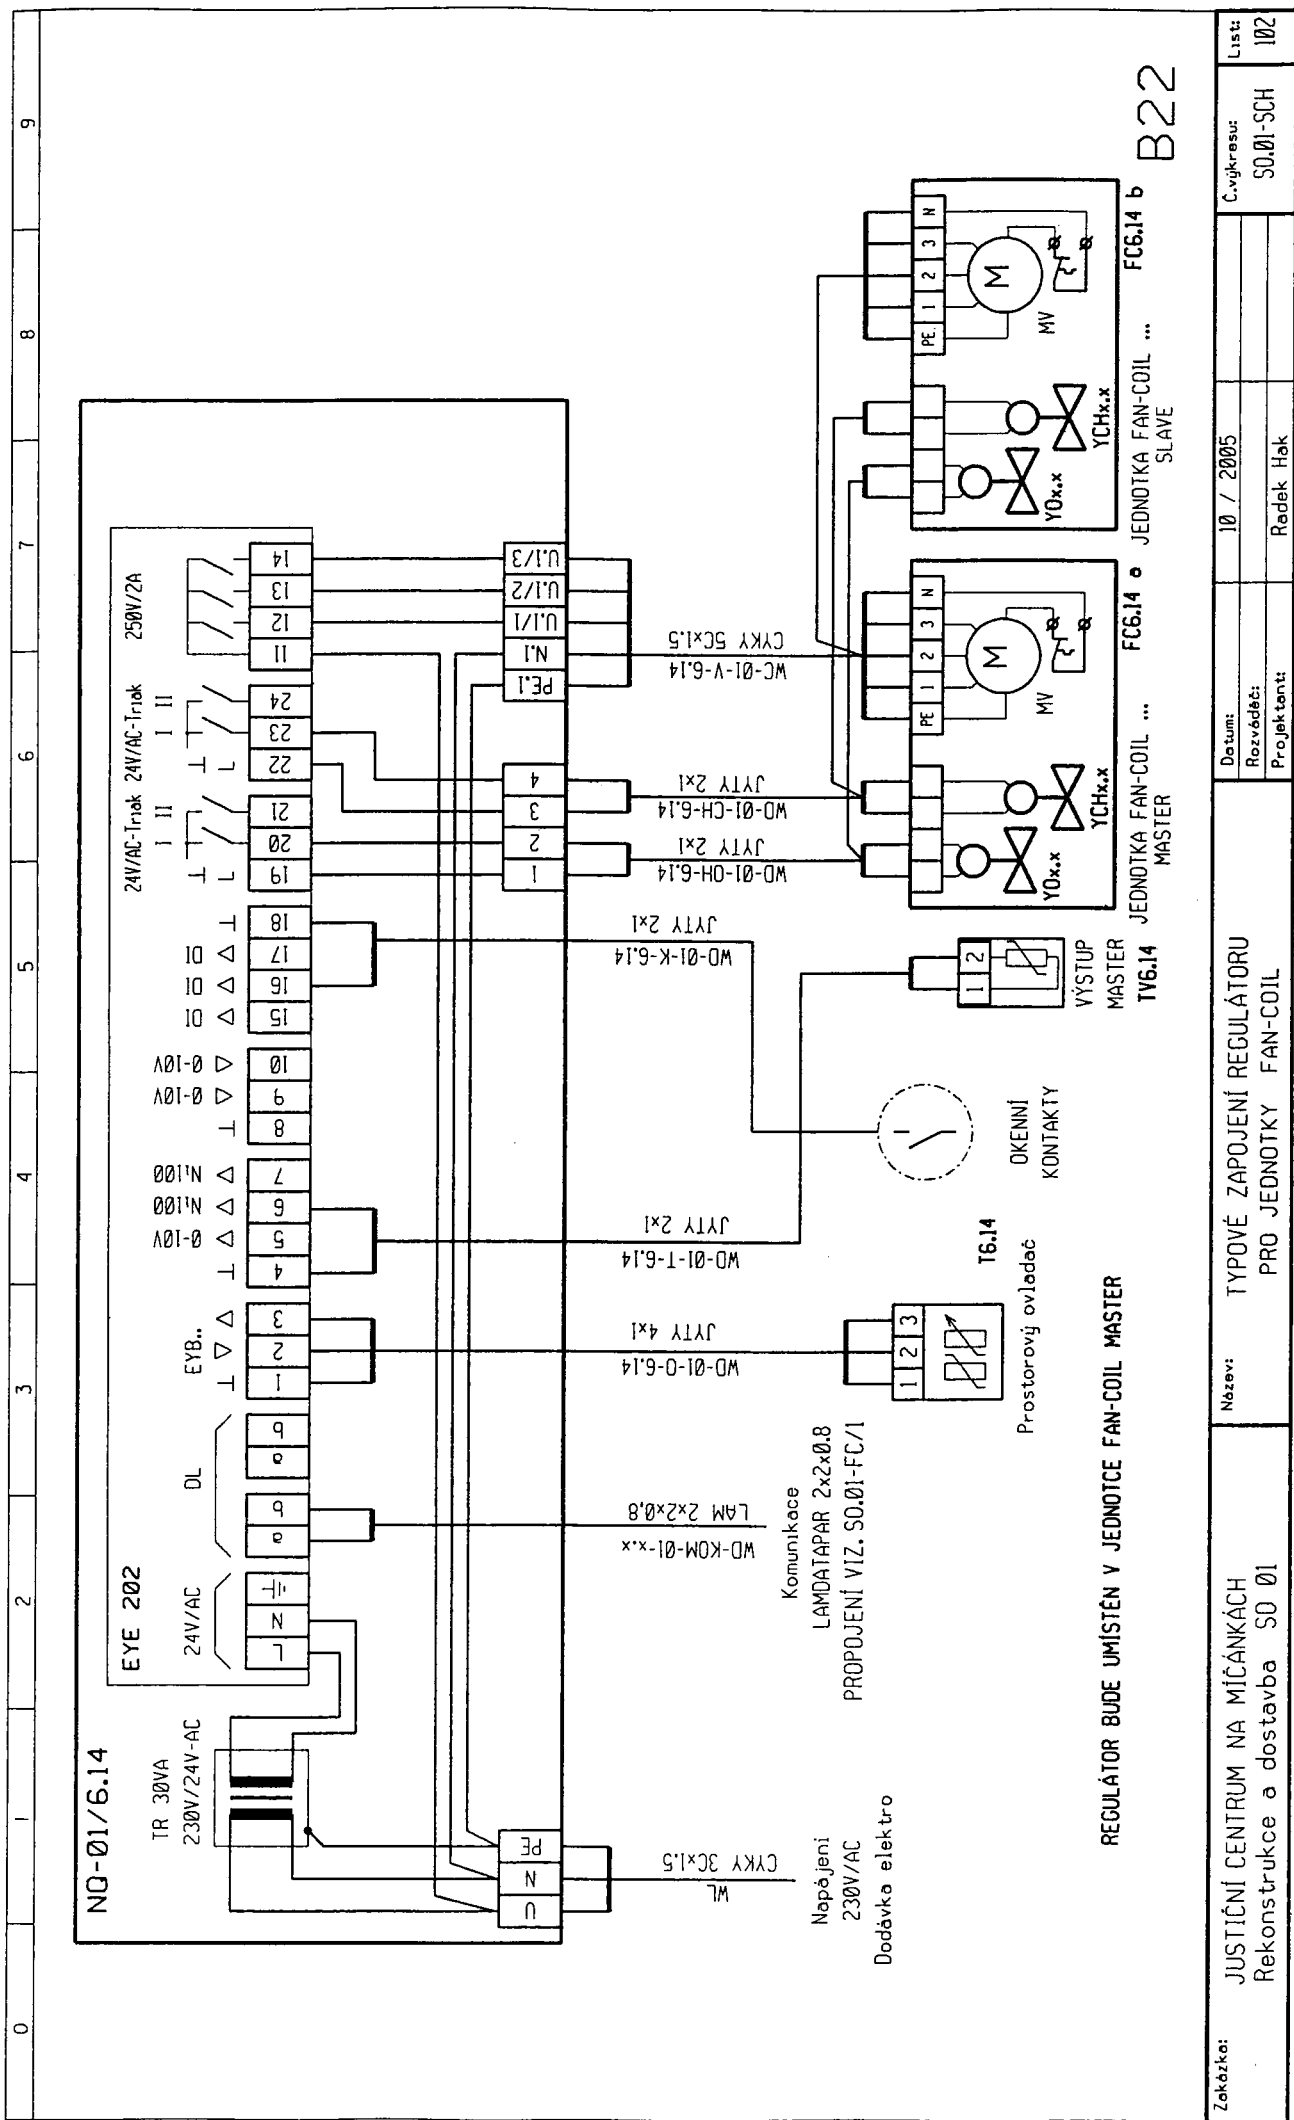 0 1 2 3 4 5 6 7 8 9
NQ-01/6.14
TR 30VA
230V/24V-AC
EYE 202
24V/AC
DL
EYB..
0-10V
Ni100
Ni100
0-10V
0-10V
DI
DI
DI
24V/AC-Triak
I II
24V/AC-Triak
I II
250V/2A
L N
a b
a b
1 2 3
4 5 6 7
8 9 10
15 16 17 18
19 20 21
22 23 24
11 12 13 14
U N PE
1 2 3 4
PE.1 N.1 U.1/1 U.1/2 U.1/3
WL
CYKY 3Cx1.5
WD-KOM-01-x.x
LAM 2x2x0,8
WD-01-O-6.14
JYTY 4x1
WD-01-T-6.14
JYTY 2x1
WD-01-K-6.14
JYTY 2x1
WD-01-OH-6.14
JYTY 2x1
WD-01-CH-6.14
JYTY 2x1
WC-01-V-6.14
CYKY 5Cx1.5
Napájení
230V/AC
Dodávka elektro
Komunikace
LAMDATAPAR 2x2x0.8
PROPOJENÍ VIZ. SO.01-FC/1
1 2 3
T6.14
Prostorový ovladač
OKENNÍ
KONTAKTY
1 2
VÝSTUP
MASTER
TV6.14
YOx.x
YCHx.x
PE 1 2 3 N
M
MV
JEDNOTKA FAN-COIL ...
MASTER
FC6.14 a
YOx.x
YCHx.x
PE. 1 2 3 N
M
MV
JEDNOTKA FAN-COIL ...
SLAVE
FC6.14 b
REGULÁTOR BUDE UMÍSTĚN V JEDNOTCE FAN-COIL MASTER
B22
Zakázka:
JUSTIČNÍ CENTRUM NA MÍČÁNKÁCH
Rekonstrukce a dostavba SO 01
Název:
TYPOVÉ ZAPOJENÍ REGULÁTORU
PRO JEDNOTKY FAN-COIL
Datum:
10 / 2005
Rozváděč:
Projektant:
Radek Hak
Č.výkresu:
SO.01-SCH
List:
102